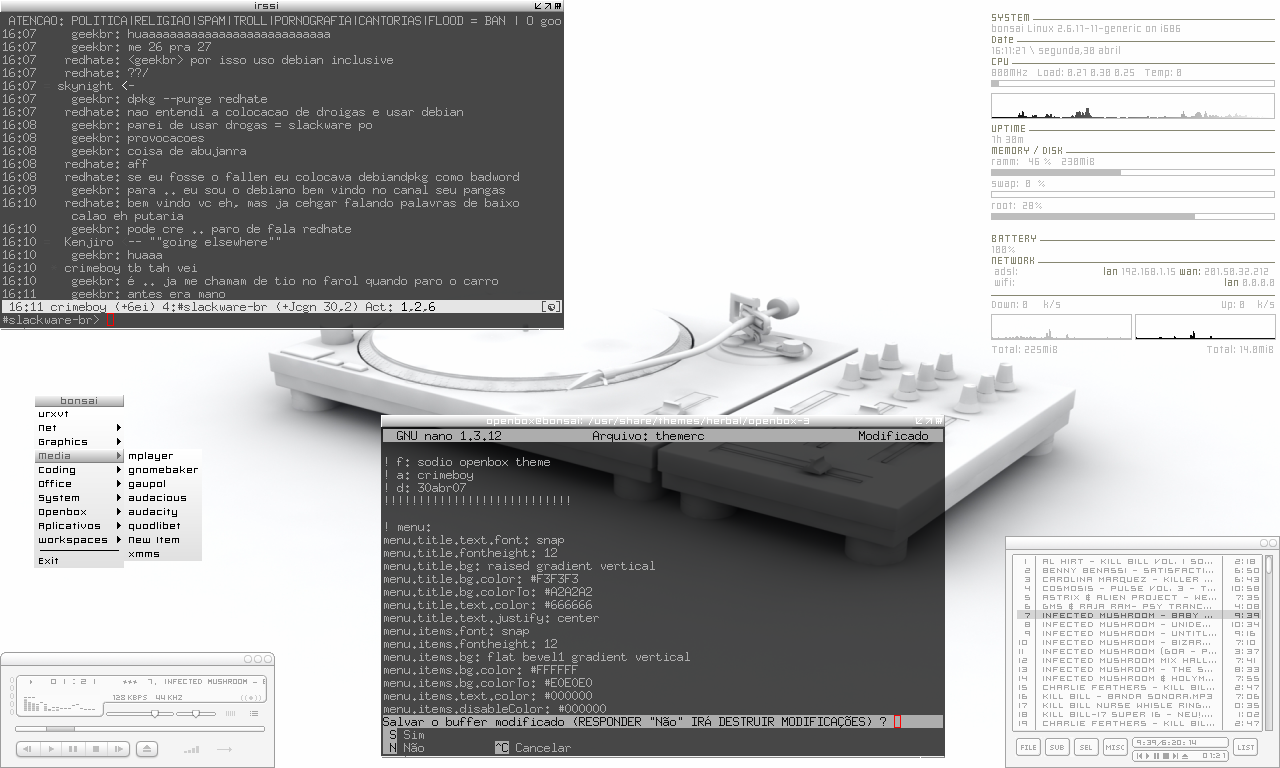 irssi
ATENCAO: POLITICA|RELIGIAO|SPAM|TROLL|PORNOGRAFIA|CANTORIAS|FLOOD = BAN | O goo
16:07 geekbr: huaaaaaaaaaaaaaaaaaaaaaaaaa
16:07 geekbr: me 26 pra 27
16:07 redhate: <geekbr> por isso uso debian inclusive
16:07 redhate: ??/
16:07 skynight <-
16:07 geekbr: dpkg --purge redhate
16:07 redhate: nao entendi a colocacao de droigas e usar debian
16:08 geekbr: parei de usar drogas = slackware po
16:08 geekbr: provocacoes
16:08 geekbr: coisa de abujanra
16:08 redhate: aff
16:08 redhate: se eu fosse o fallen eu colocava debiandpkg como badword
16:09 geekbr: para .. eu sou o debiano bem vindo no canal seu pangas
16:10 redhate: bem vindo vc eh, mas ja cehgar falando palavras de baixo
calao eh putaria
16:10 geekbr: pode cre .. paro de fala redhate
16:10 Kenjiro -- ""going elsewhere""
16:10 geekbr: huaaa
16:10 crimeboy tb tah vei
16:10 geekbr: é .. ja me chamam de tio no farol quando paro o carro
16:11 geekbr: antes era mano
16:11 crimeboy (+6ei) 4:#slackware-br (+Jcgn 30,2) Act: 1,2,6
#slackware-br>
SYSTEM
bonsai Linux 2.6.17-11-generic on i686
Date
16:11:21 \ segunda,30 abril
CPU
800MHz Load: 0.27 0.30 0.25 Temp: 0
UPTIME
1h 30m
MEMORY / DISK
ramm: 46 % 230MiB
swap: 0 %
root: 20%
BATTERY
100%
NETWORK
adsl: lan 192.168.1.15 wan: 201.50.32.212
wifi: lan 0.0.0.0
Down: 0 k/s Up: 0 k/s
Total: 225MiB Total: 14.0MiB
bonsai
urxvt
Net
Graphics
Media
Coding
Office
System
Openbox
Aplicativos
workspaces
Exit
mplayer
gnomebaker
gaupol
audacious
audacity
quodlibet
New item
xmms
openbox@bonsai: /usr/share/themes/herbal/openbox-3
GNU nano 1.3.12 Arquivo: themerc Modificado
! f: sodio openbox theme
! a: crimeboy
! d: 30abr07
!!!!!!!!!!!!!!!!!!!!!!!!!!!
! menu:
menu.title.text.font: snap
menu.title.fontheight: 12
menu.title.bg: raised gradient vertical
menu.title.bg.color: #F3F3F3
menu.title.bg.colorTo: #A2A2A2
menu.title.text.color: #666666
menu.title.text.justify: center
menu.items.font: snap
menu.items.fontheight: 12
menu.items.bg: flat bevel1 gradient vertical
menu.items.bg.color: #FFFFFF
menu.items.bg.colorTo: #E0E0E0
menu.items.text.color: #000000
menu.items.disableColor: #000000
Salvar o buffer modificado (RESPONDER "Não" IRÁ DESTRUIR MODIFICAÇÕES) ?
S Sim
N Não ^C Cancelar
01:21 *** 7. INFECTED MUSHROOM - B
128 KBPS 44 KHZ
1 AL HIRT - KILL BILL VOL. 1 SO... 2:18
2 BENNY BENASSI - SATISFACTI... 6:50
3 CAROLINA MARQUEZ - KILLER ... 6:43
4 COSMOSIS - PULSE VOL. 3 - T... 10:58
5 ASTRIX & ALIEN PROJECT - WE... 7:35
6 GMS & RAJA RAM- PSY TRANC... 4:08
7 INFECTED MUSHROOM - BABY ... 9:39
8 INFECTED MUSHROOM - UNIDE... 10:34
9 INFECTED MUSHROOM - UNTITL... 9:16
10 INFECTED MUSHROOM - BIZAR... 7:10
11 INFECTED MUSHROOM (GOA - P... 3:37
12 INFECTED MUSHROOM MIX HALL... 7:41
13 INFECTED MUSHROOM - THE ... 8:33
14 INFECTED MUSHROOM & HOLYM... 7:59
15 CHARLIE FEATHERS - KILL BIL... 2:47
16 KILL BILL - BANDA SONORA.MP3 7:06
17 KILL BILL NURSE WHISLE RING... 0:35
18 KILL BILL-17 SUPER 16 - NEU!... 1:02
19 CHARLIE FEATHERS - KILL BIL... 2:47
FILE SUB SEL MISC 9:39/6:20:14 LIST
01:21